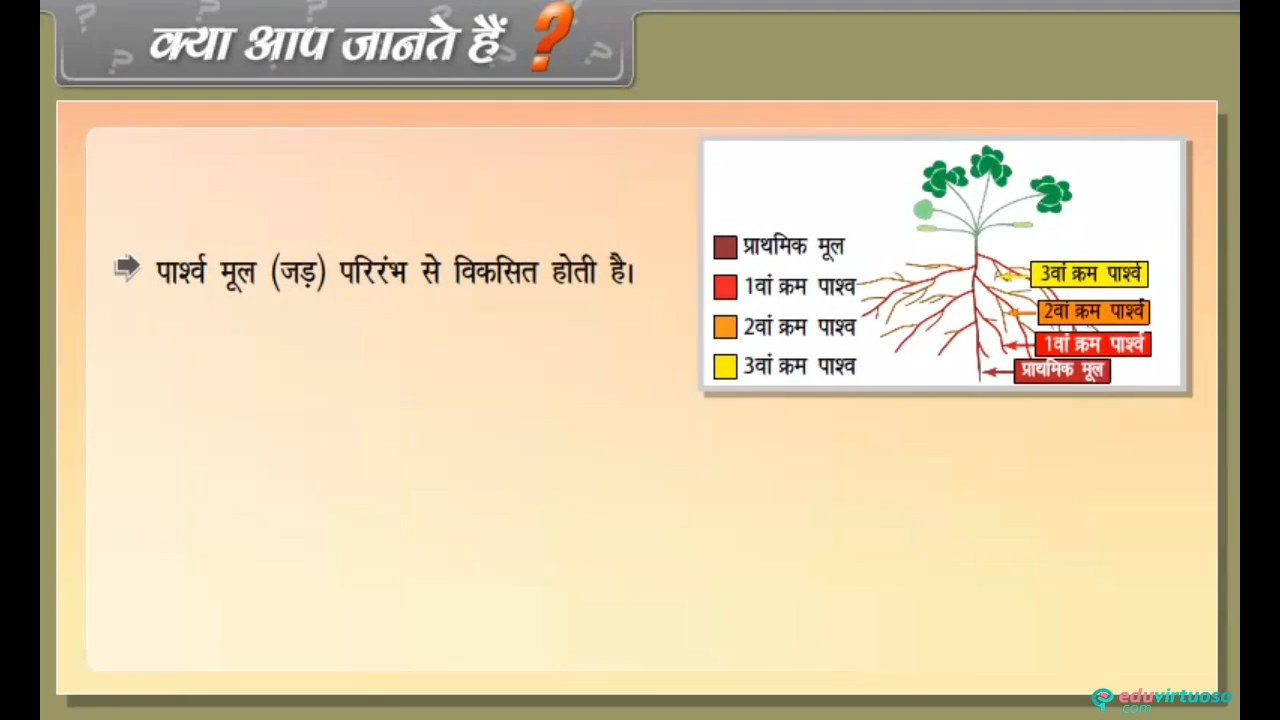 क्या आप जानते हैं ?
पार्श्व मूल (जड़) परिरंभ से विकसित होती है।
प्राथमिक मूल
1वां क्रम पाश्व
2वां क्रम पाश्व
3वां क्रम पाश्व
3वां क्रम पार्श्व
2वां क्रम पार्श्व
1वां क्रम पार्श्व
प्राथमिक मूल
eduvirtuoso
com